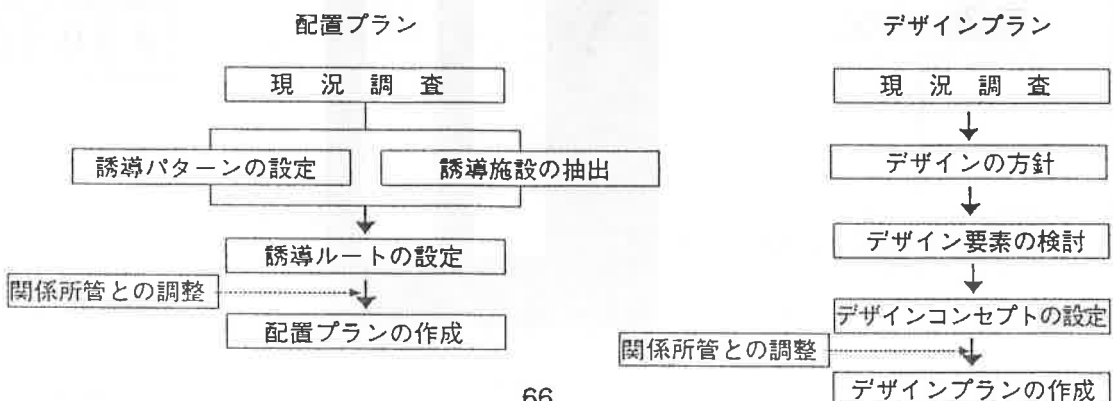 配置プラン
現況調査
誘導パターンの設定
誘導施設の抽出
誘導ルートの設定
関係所管との調整
配置プランの作成
デザインプラン
現況調査
デザインの方針
デザイン要素の検討
デザインコンセプトの設定
関係所管との調整
デザインプランの作成
66